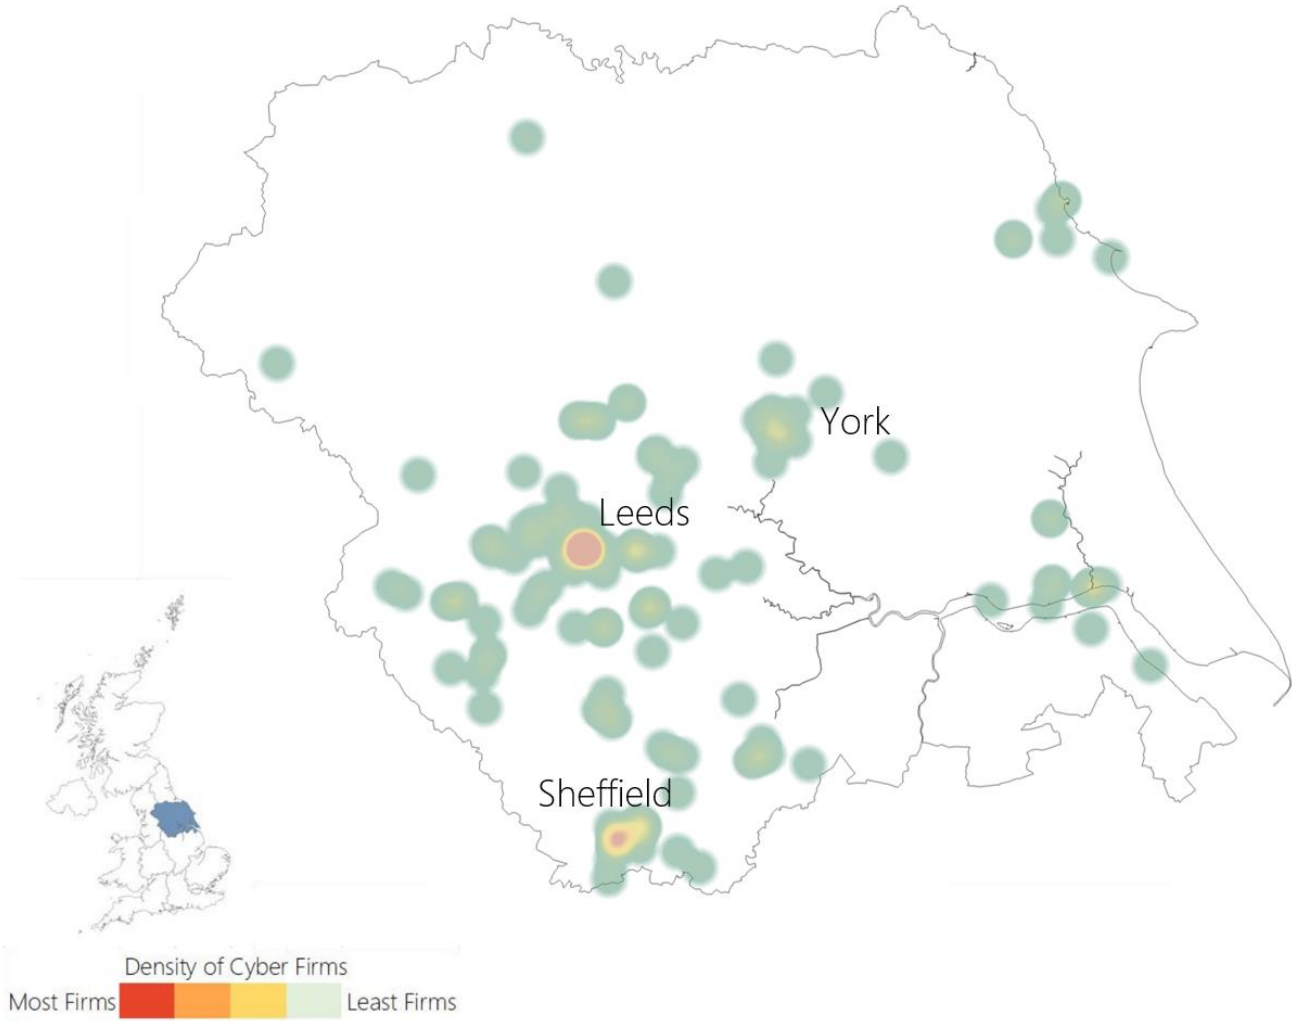 York
Leeds
Sheffield
Density of Cyber Firms
Most Firms
Least Firms